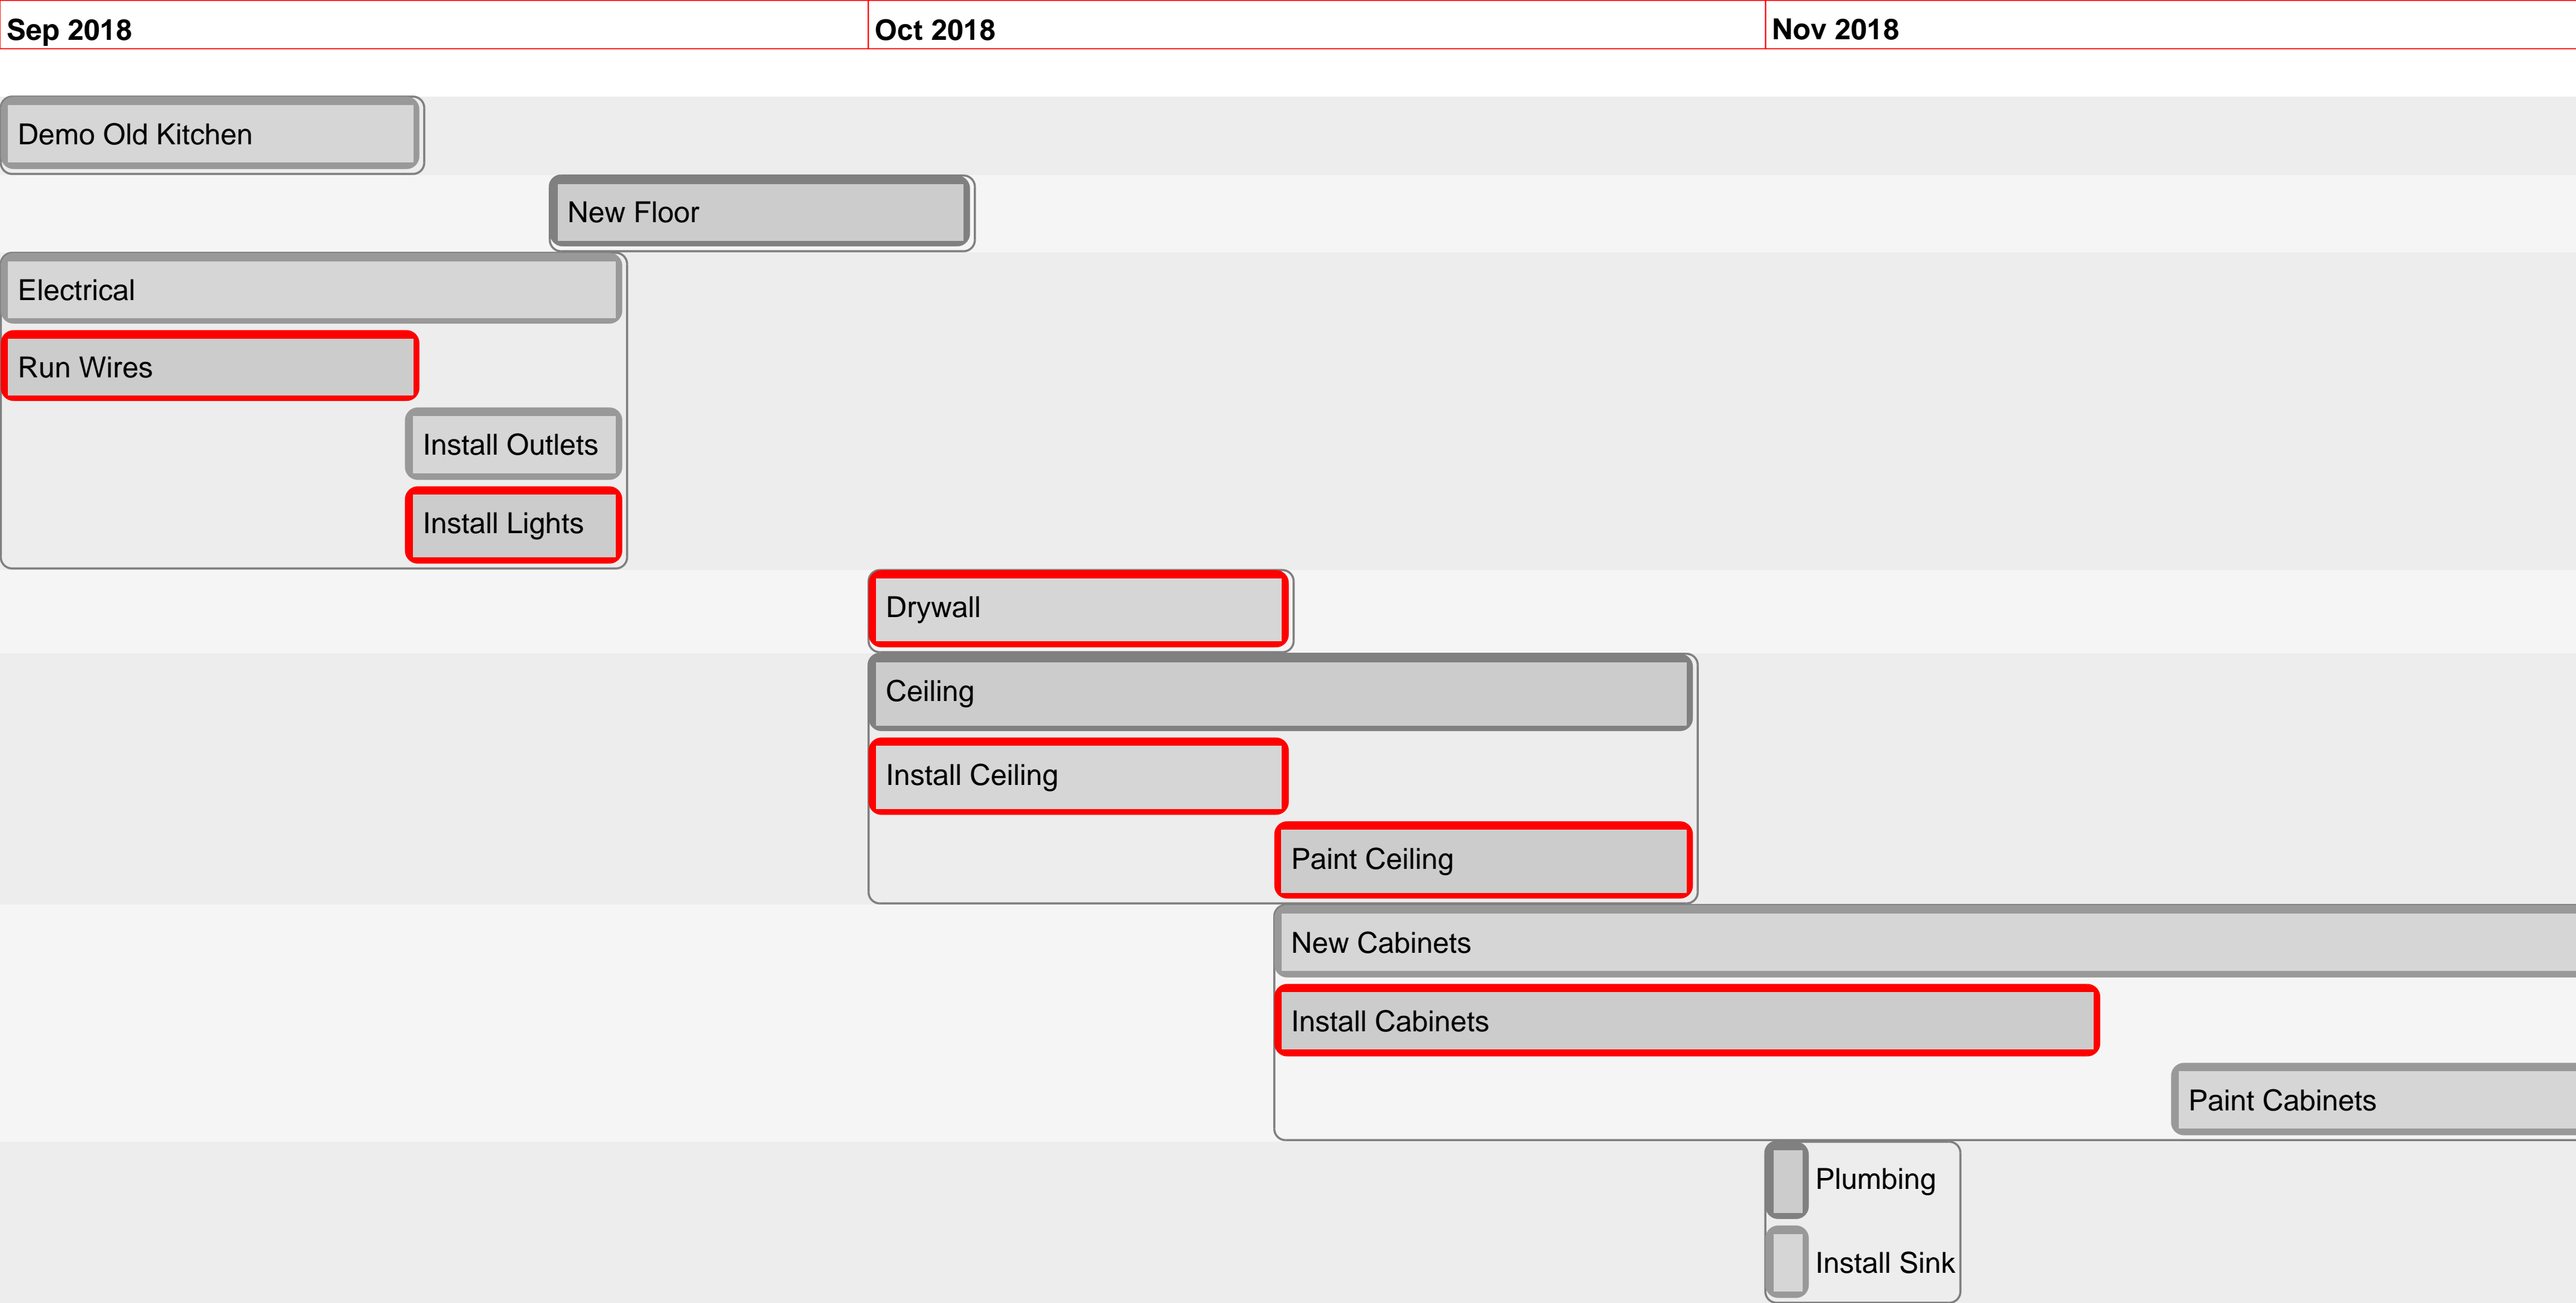 Sep 2018
Oct 2018
Nov 2018
Demo Old Kitchen
New Floor
Electrical
Run Wires
Install Outlets
Install Lights
Drywall
Ceiling
Install Ceiling
Paint Ceiling
New Cabinets
Install Cabinets
Paint Cabinets
Plumbing
Install Sink